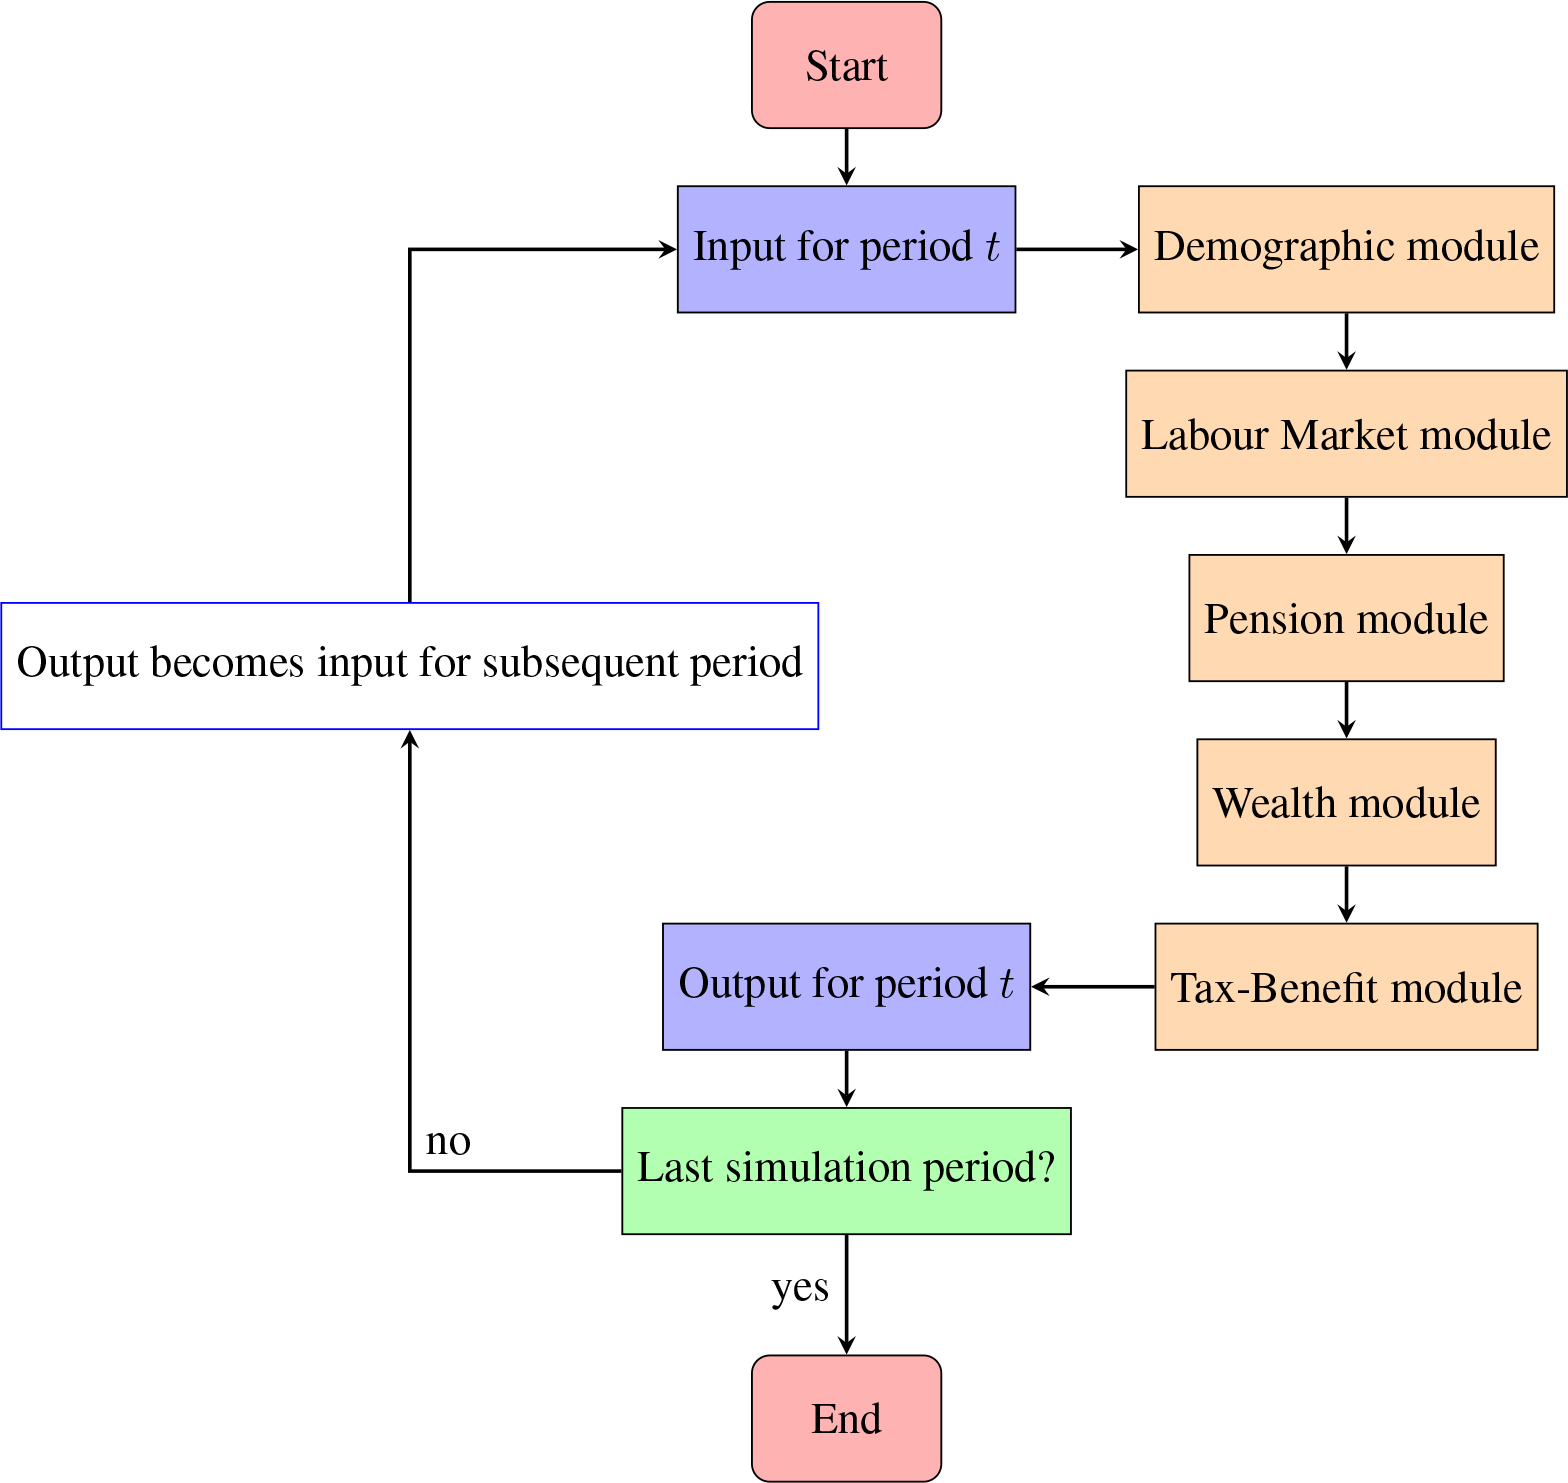 Start
Input for period t
Demographic module
Labour Market module
Pension module
Output becomes input for subsequent period
Wealth module
Output for period t
Tax-Benefit module
no
Last simulation period?
yes
End